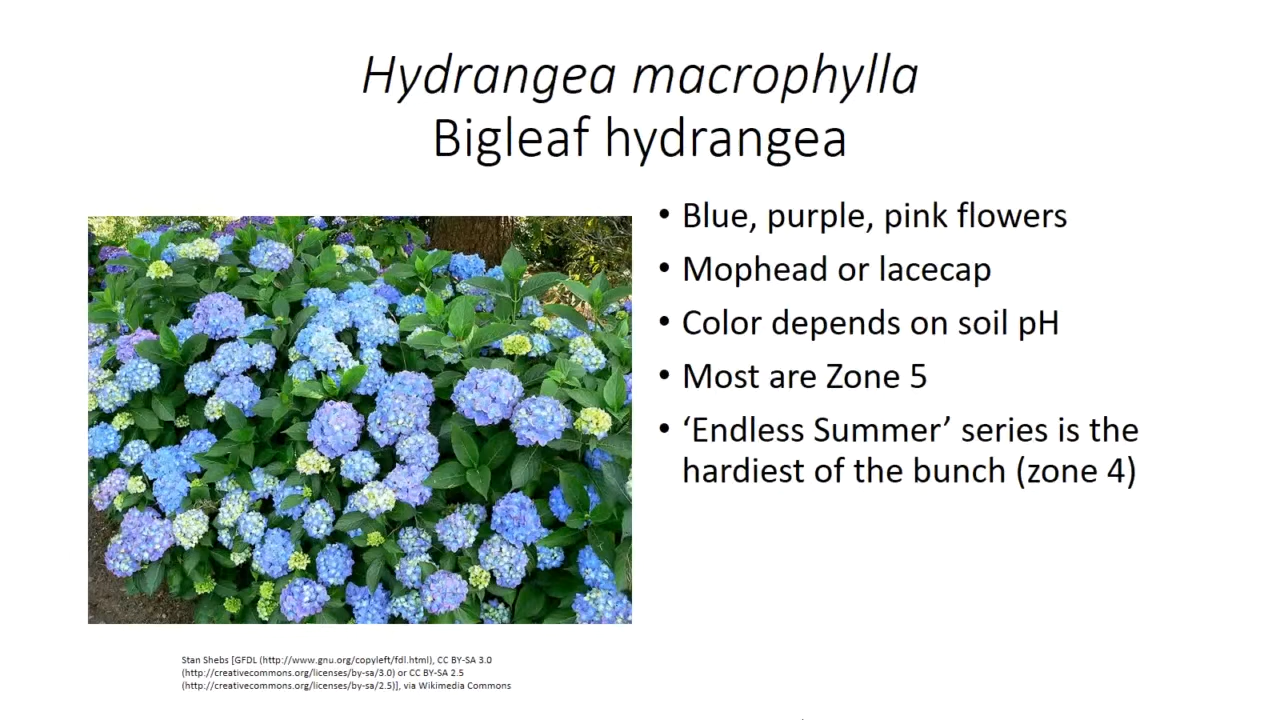 Hydrangea macrophylla
Bigleaf hydrangea
• Blue, purple, pink flowers
• Mophead or lacecap
• Color depends on soil pH
• Most are Zone 5
• ‘Endless Summer’ series is the
hardiest of the bunch (zone 4)
Stan Shebs [GFDL (http://www.gnu.org/copyleft/fdl.html), CC BY-SA 3.0
(http://creativecommons.org/licenses/by-sa/3.0) or CC BY-SA 2.5
(http://creativecommons.org/licenses/by-sa/2.5)], via Wikimedia Commons